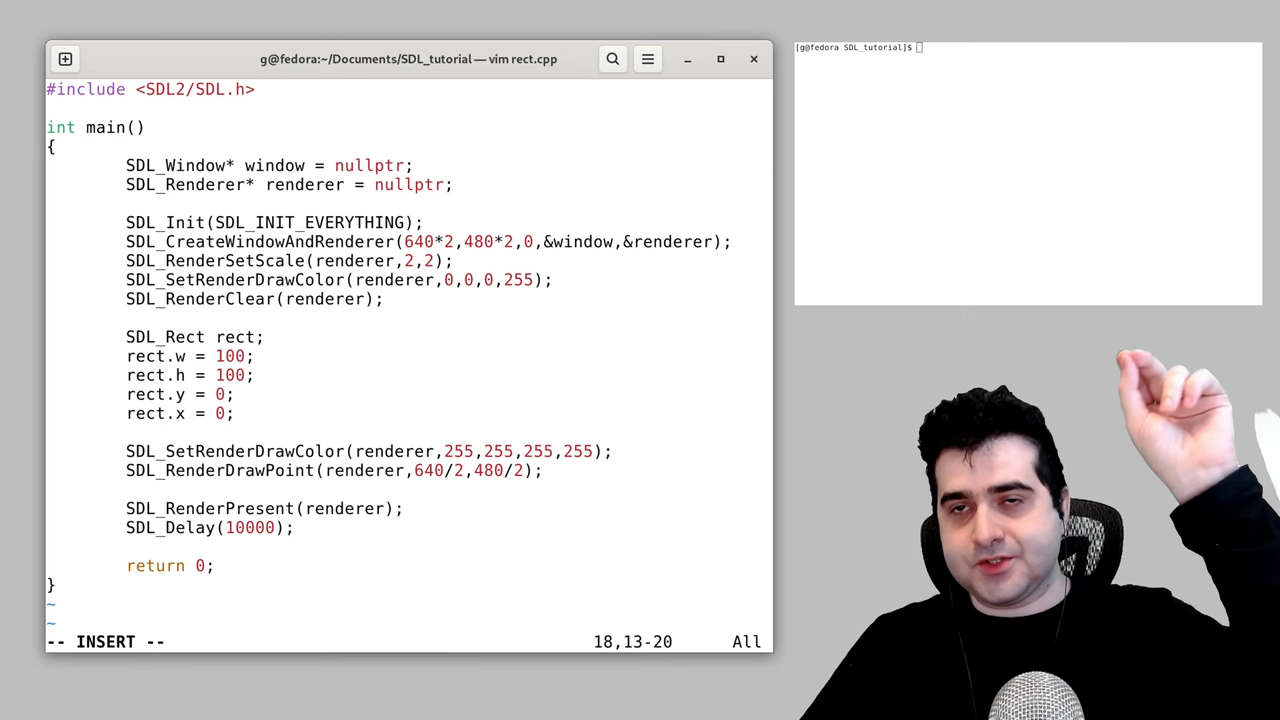 g@fedora:~/Documents/SDL_tutorial — vim rect.cpp
[g@fedora SDL_tutorial]$
#include <SDL2/SDL.h>
int main()
{
SDL_Window* window = nullptr;
SDL_Renderer* renderer = nullptr;
SDL_Init(SDL_INIT_EVERYTHING);
SDL_CreateWindowAndRenderer(640*2,480*2,0,&window,&renderer);
SDL_RenderSetScale(renderer,2,2);
SDL_SetRenderDrawColor(renderer,0,0,0,255);
SDL_RenderClear(renderer);
SDL_Rect rect;
rect.w = 100;
rect.h = 100;
rect.y = 0;
rect.x = 0;
SDL_SetRenderDrawColor(renderer,255,255,255,255);
SDL_RenderDrawPoint(renderer,640/2,480/2);
SDL_RenderPresent(renderer);
SDL_Delay(10000);
return 0;
}
~
~
-- INSERT -- 18,13-20 All